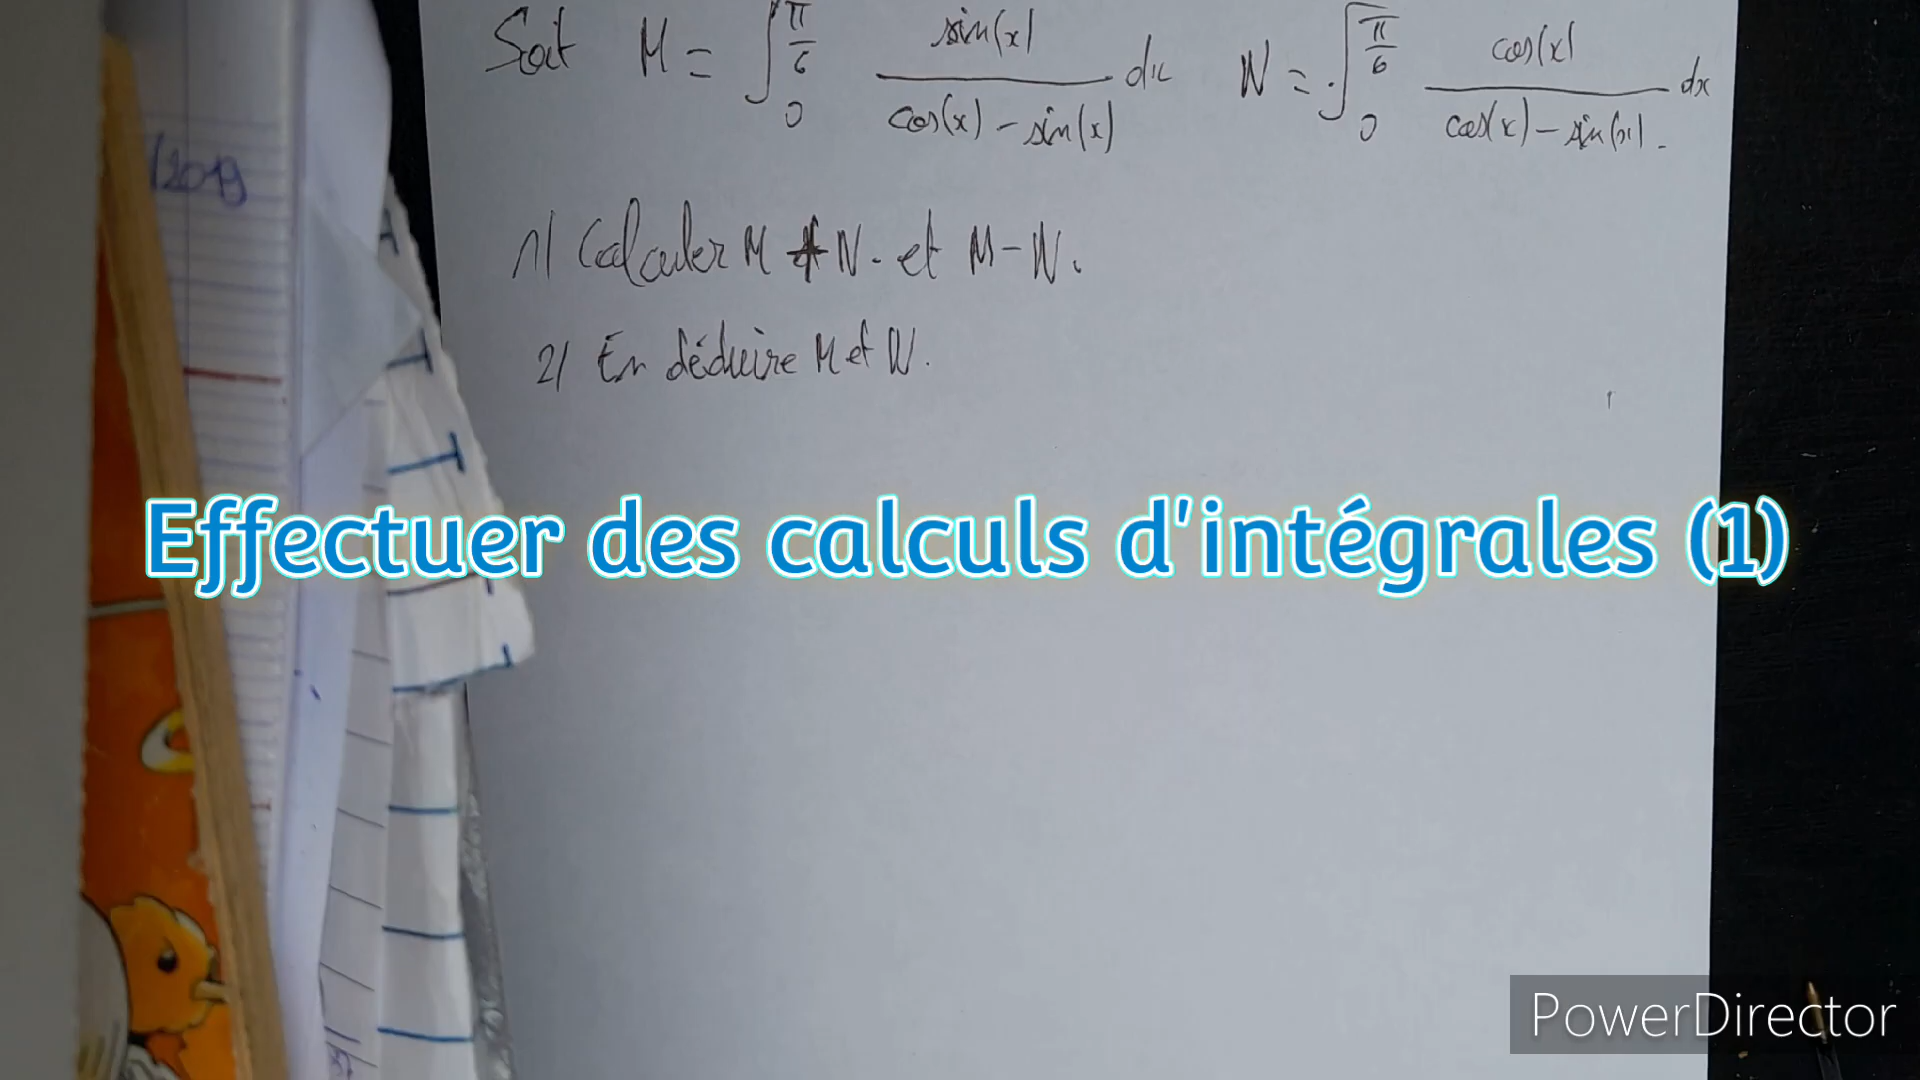 Soit M = ∫₀^{π/6} sin(x) / (cos(x) - sin(x)) dx N = ∫₀^{π/6} cos(x) / (cos(x) - sin(x)) dx
/2019
1/ Calculer M + N. et M - N.
2/ En déduire M et N.
Effectuer des calculs d'intégrales (1)
PowerDirector